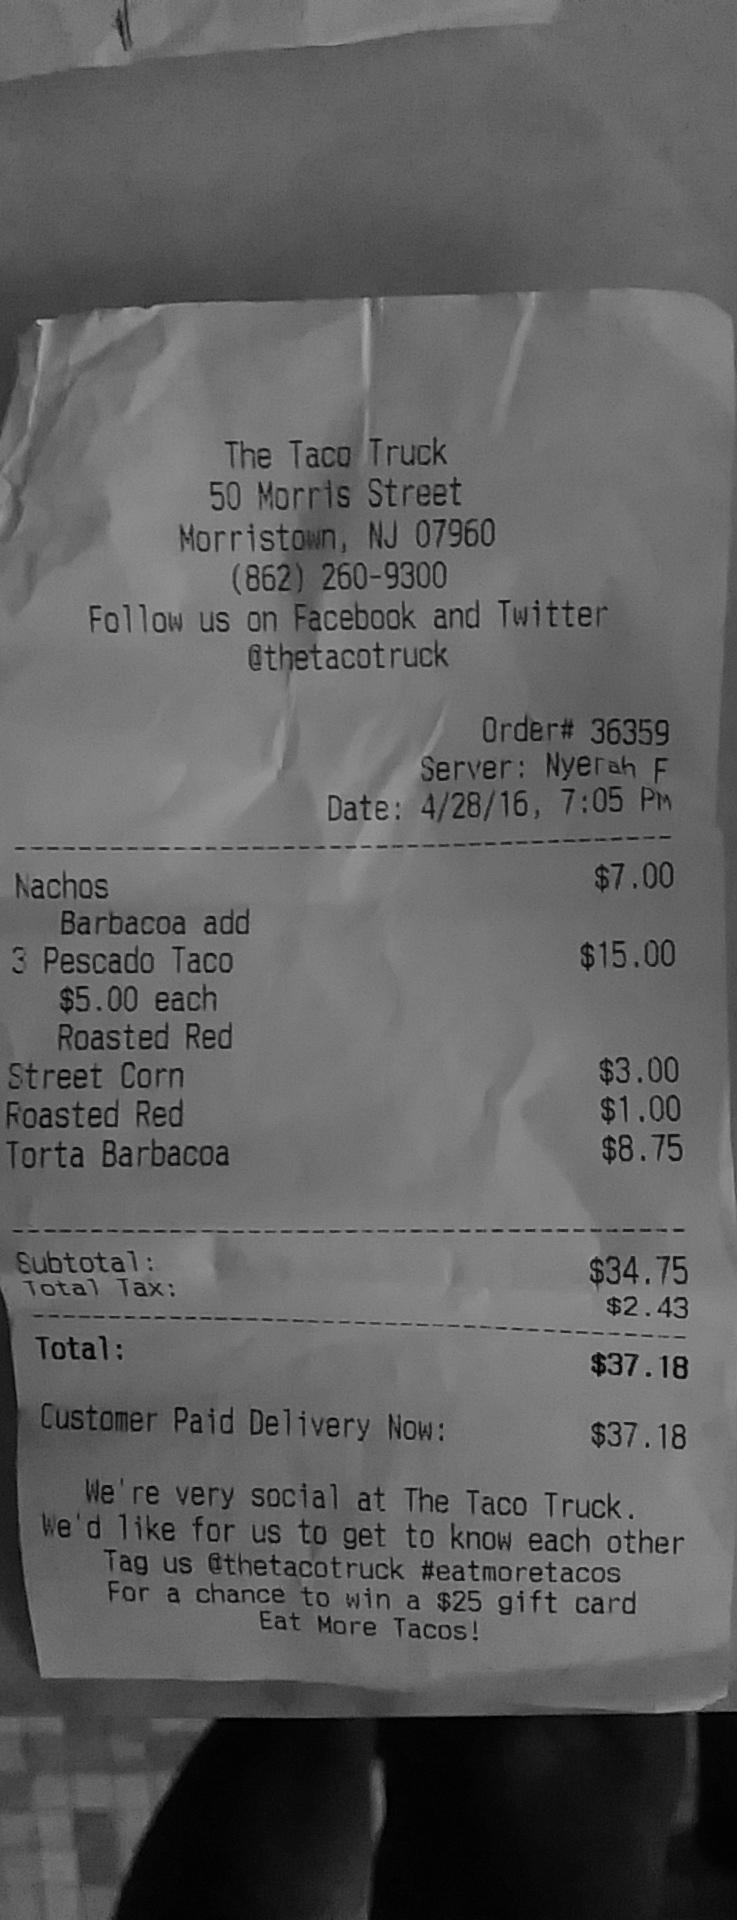 The Taco Truck
50 Morris Street
Morristown, NJ 07960
(862) 260-9300
Follow us on Facebook and Twitter
@thetacotruck
Order# 36359
Server: Nyerah F
Date: 4/28/16, 7:05 PM
Nachos $7.00
Barbacoa add
3 Pescado Taco $15.00
$5.00 each
Roasted Red
Street Corn $3.00
Roasted Red $1.00
Torta Barbacoa $8.75
Subtotal: $34.75
Total Tax: $2.43
Total: $37.18
Customer Paid Delivery Now: $37.18
We're very social at The Taco Truck.
We'd like for us to get to know each other
Tag us @thetacotruck #eatmoretacos
For a chance to win a $25 gift card
Eat More Tacos!